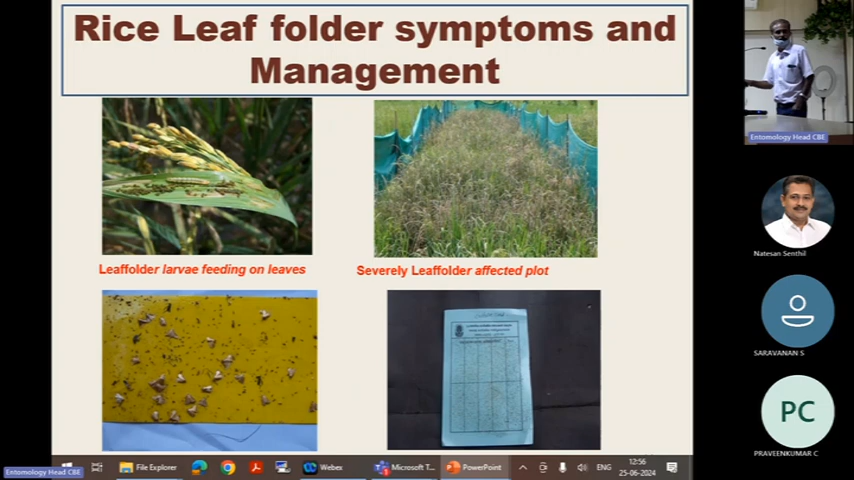 Rice Leaf folder symptoms and
Management
Leaffolder larvae feeding on leaves
Severely Leaffolder affected plot
Entomology Head CBE
Natesan Senthil
SARAVANAN S
PC
PRAVEENKUMAR C
Entomology Head CBE
File Explorer
Webex
Microsoft T...
PowerPoint
ENG
12:56
25-06-2024